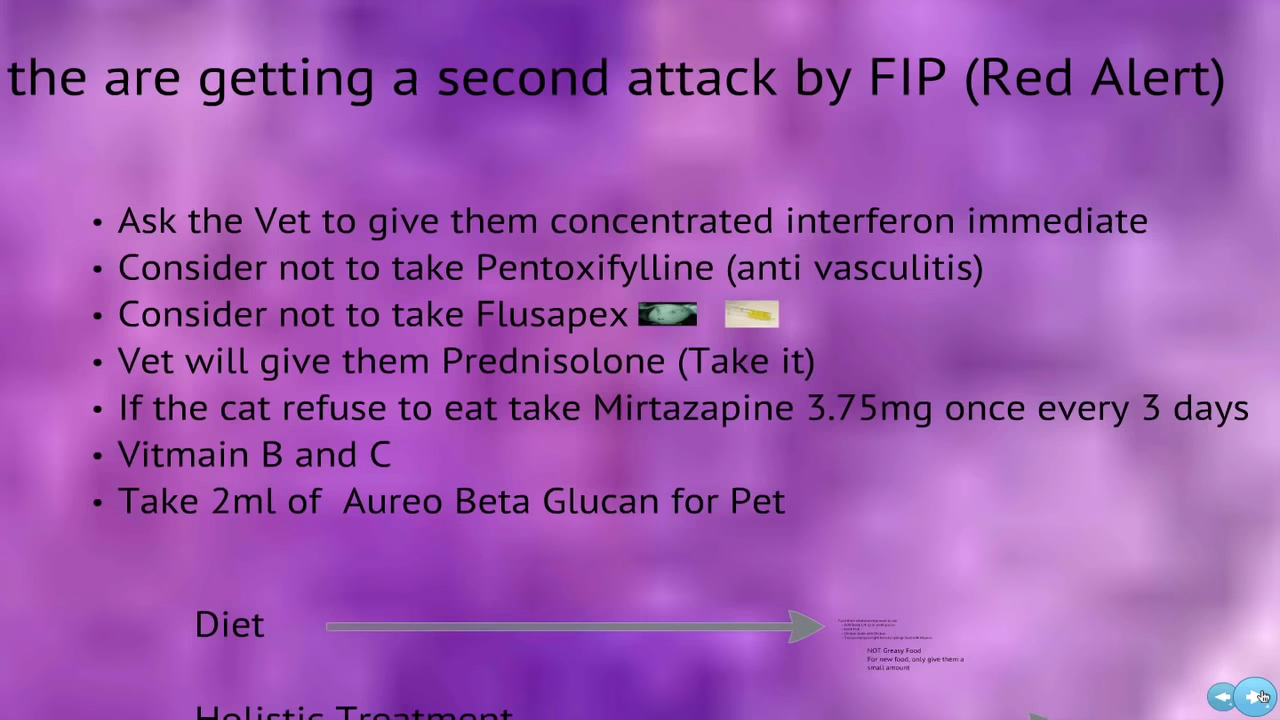 the are getting a second attack by FIP (Red Alert)
• Ask the Vet to give them concentrated interferon immediate
• Consider not to take Pentoxifylline (anti vasculitis)
• Consider not to take Flusapex
• Vet will give them Prednisolone (Take it)
• If the cat refuse to eat take Mirtazapine 3.75mg once every 3 days
• Vitmain B and C
• Take 2ml of  Aureo Beta Glucan for Pet
Diet
NOT Greasy Food
For new food, only give them a
small amount
Holistic Treatment